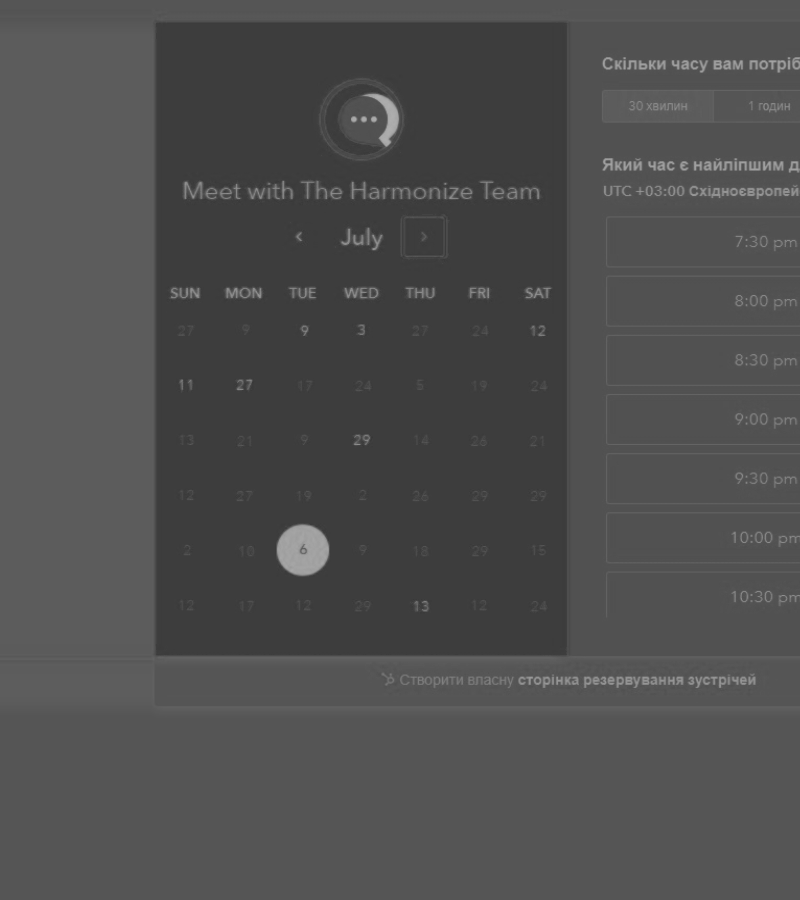 Meet with The Harmonize Team
‹ July ›
SUN MON TUE WED THU FRI SAT
27 9 9 3 27 24 12
11 27 17 24 5 19 24
13 21 9 29 14 26 21
12 27 19 2 26 29 29
2 10 6 9 18 29 15
12 17 12 29 13 12 24
Скільки часу вам потріб
30 хвилин 1 годин
Який час є найліпшим д
UTC +03:00 Східноєвропей
7:30 pm
8:00 pm
8:30 pm
9:00 pm
9:30 pm
10:00 pm
10:30 pm
Створити власну сторінка резервування зустрічей